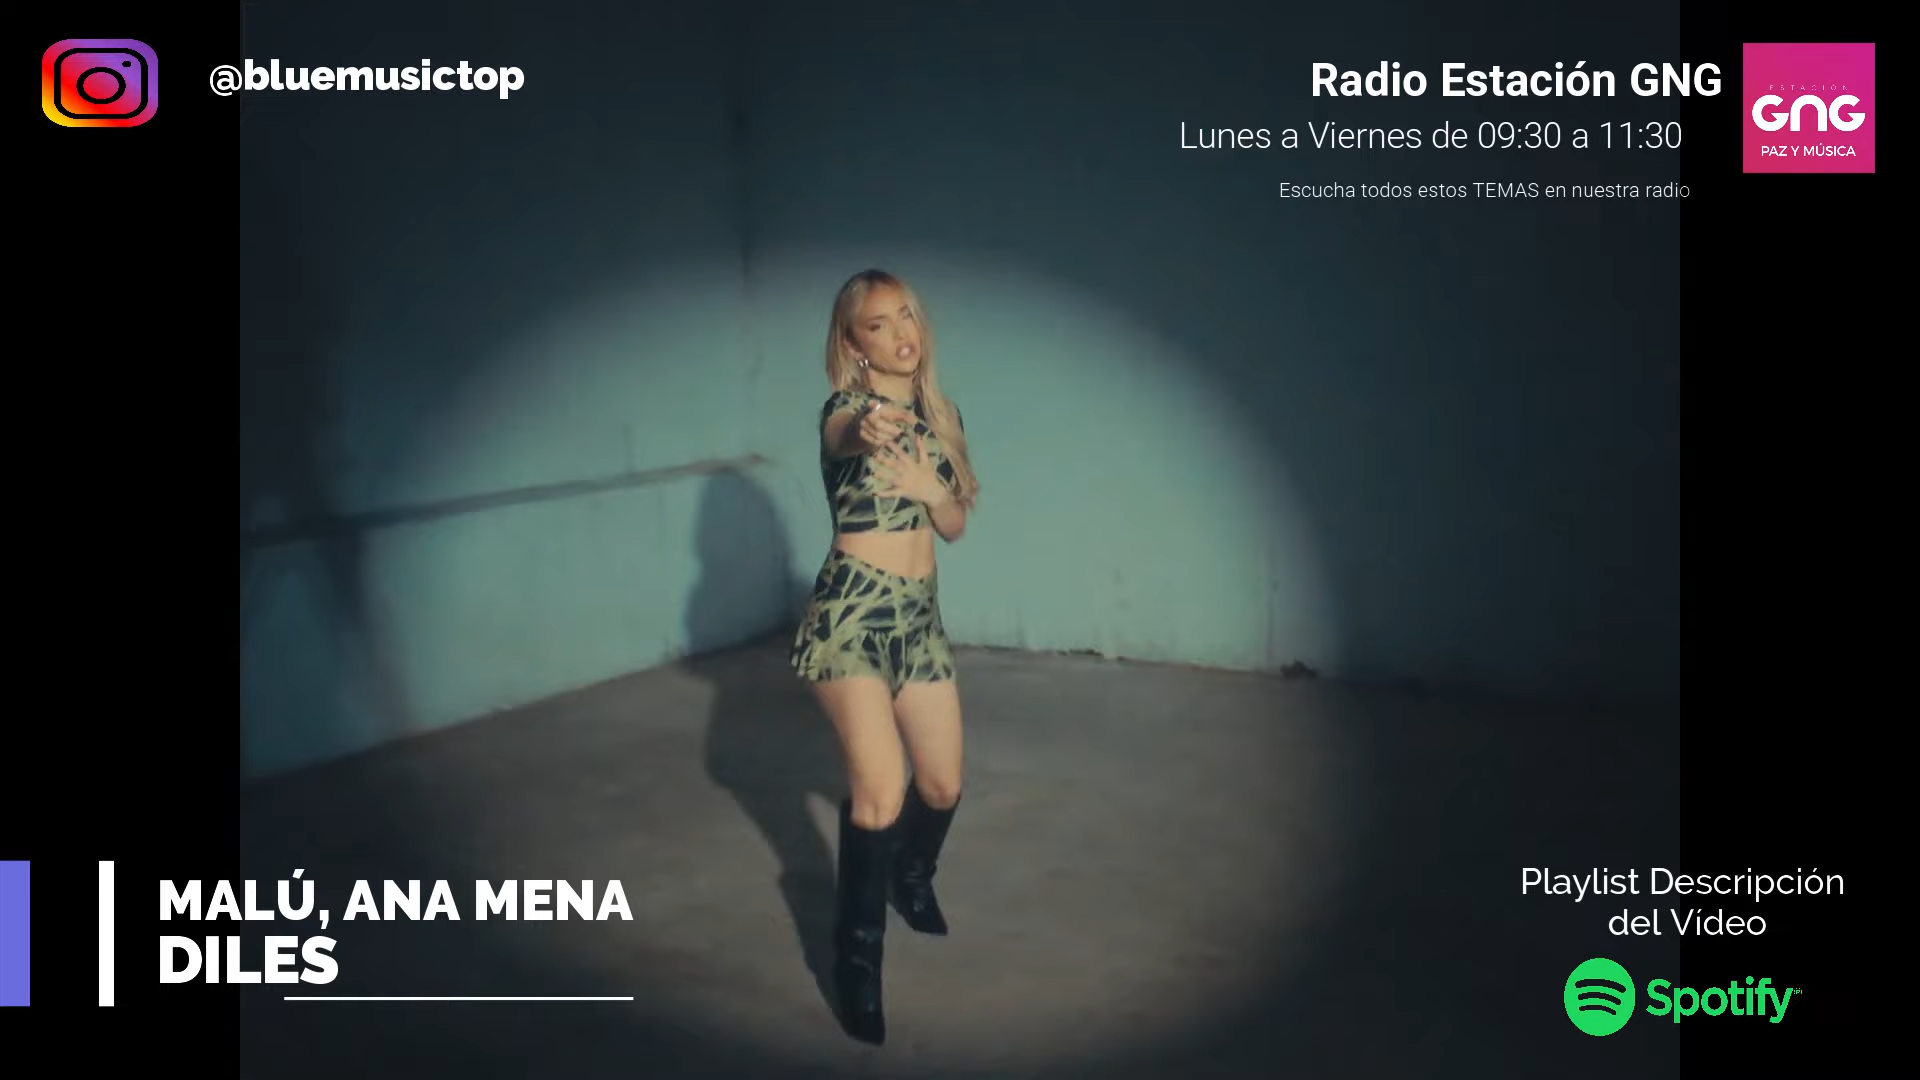 @bluemusictop
Radio Estación GNG
Lunes a Viernes de 09:30 a 11:30
Escucha todos estos TEMAS en nuestra radio
ESTACIÓN
GNG
PAZ Y MÚSICA
MALÚ, ANA MENA
DILES
Playlist Descripción
del Vídeo
Spotify